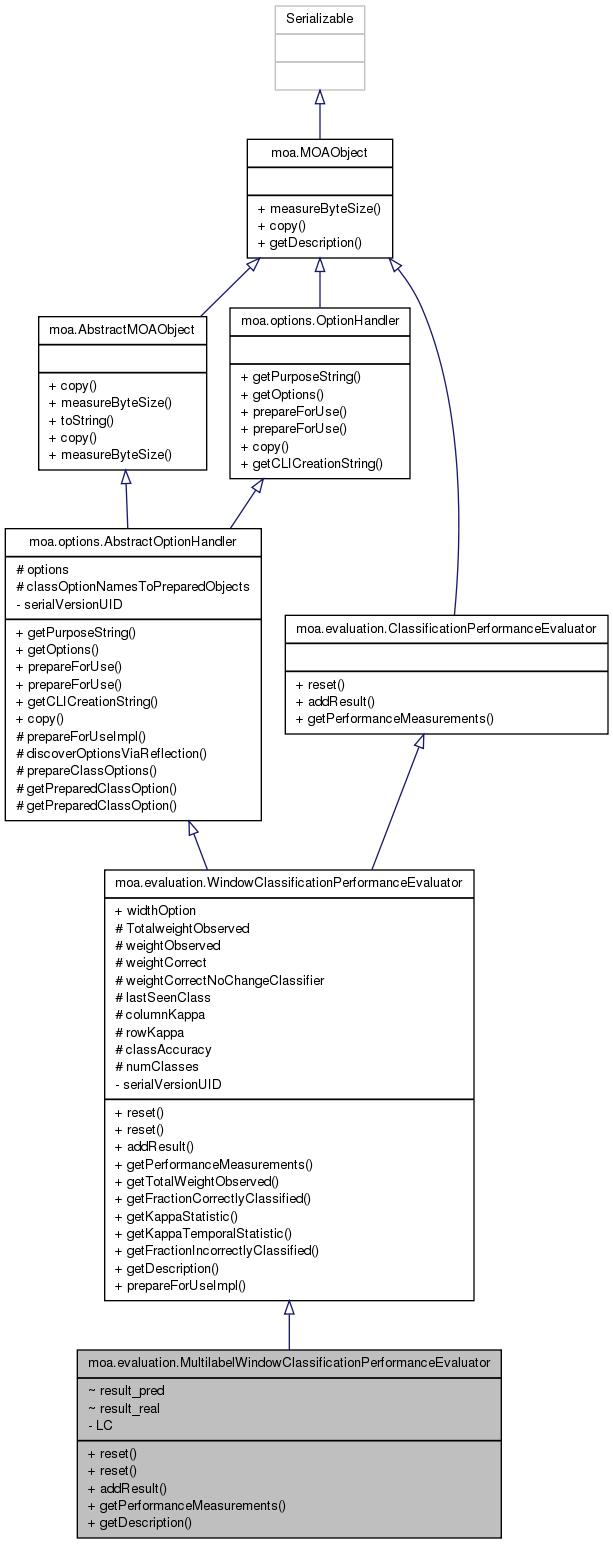 Serializable
moa.MOAObject
+ measureByteSize()
+ copy()
+ getDescription()
moa.AbstractMOAObject
+ copy()
+ measureByteSize()
+ toString()
+ copy()
+ measureByteSize()
moa.options.OptionHandler
+ getPurposeString()
+ getOptions()
+ prepareForUse()
+ prepareForUse()
+ copy()
+ getCLICreationString()
moa.options.AbstractOptionHandler
# options
# classOptionNamesToPreparedObjects
- serialVersionUID
+ getPurposeString()
+ getOptions()
+ prepareForUse()
+ prepareForUse()
+ getCLICreationString()
+ copy()
# prepareForUseImpl()
# discoverOptionsViaReflection()
# prepareClassOptions()
# getPreparedClassOption()
# getPreparedClassOption()
moa.evaluation.ClassificationPerformanceEvaluator
+ reset()
+ addResult()
+ getPerformanceMeasurements()
moa.evaluation.WindowClassificationPerformanceEvaluator
+ widthOption
# TotalweightObserved
# weightObserved
# weightCorrect
# weightCorrectNoChangeClassifier
# lastSeenClass
# columnKappa
# rowKappa
# classAccuracy
# numClasses
- serialVersionUID
+ reset()
+ reset()
+ addResult()
+ getPerformanceMeasurements()
+ getTotalWeightObserved()
+ getFractionCorrectlyClassified()
+ getKappaStatistic()
+ getKappaTemporalStatistic()
+ getFractionIncorrectlyClassified()
+ getDescription()
+ prepareForUseImpl()
moa.evaluation.MultilabelWindowClassificationPerformanceEvaluator
~ result_pred
~ result_real
- LC
+ reset()
+ reset()
+ addResult()
+ getPerformanceMeasurements()
+ getDescription()